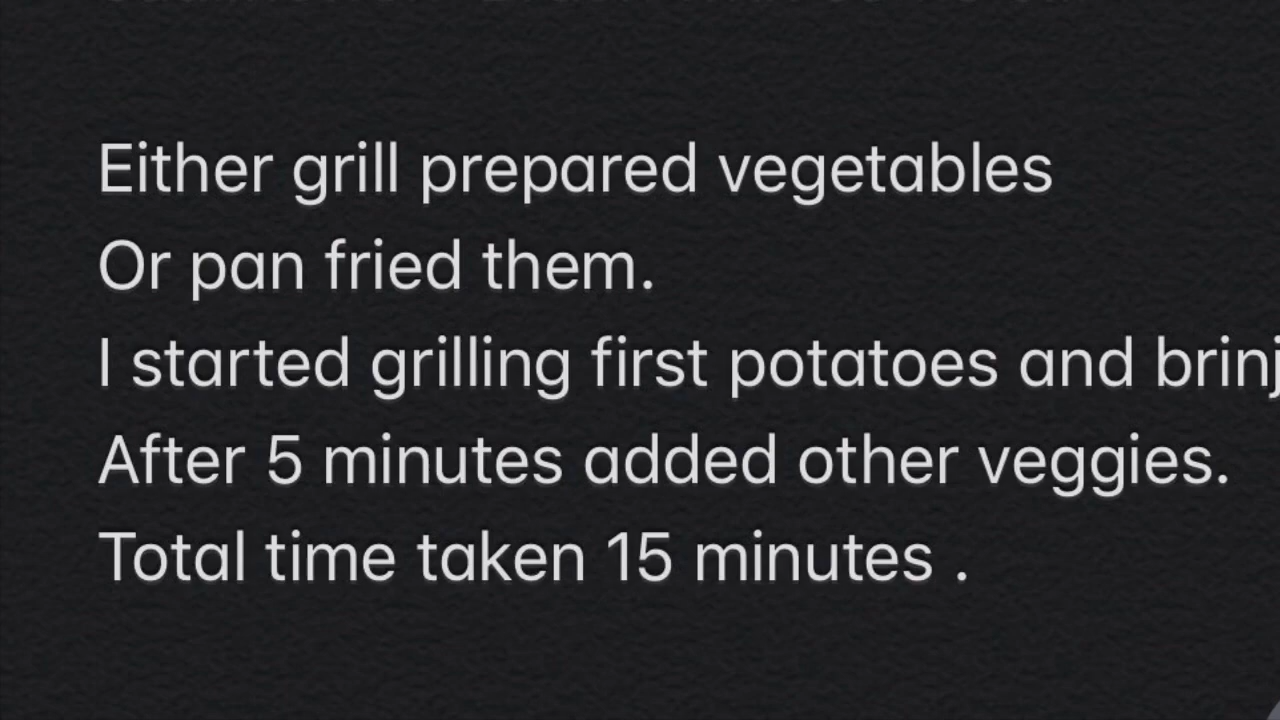 Either grill prepared vegetables
Or pan fried them.
I started grilling first potatoes and brinj
After 5 minutes added other veggies.
Total time taken 15 minutes .